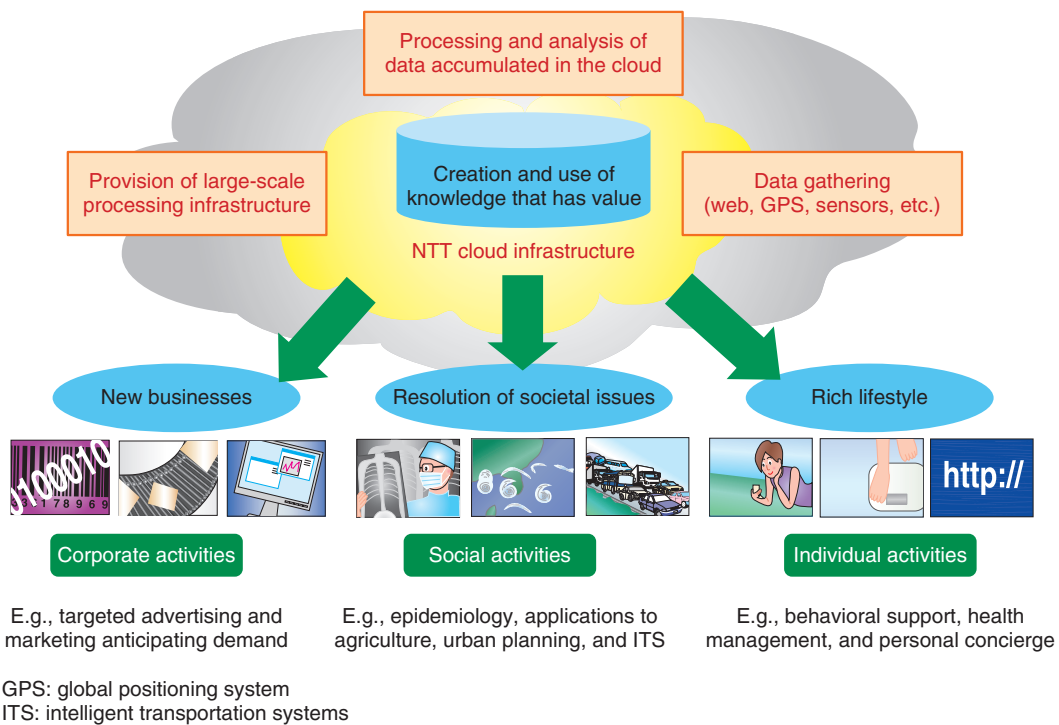 Processing and analysis of
data accumulated in the cloud
Provision of large-scale
processing infrastructure
Creation and use of
knowledge that has value
Data gathering
(web, GPS, sensors, etc.)
NTT cloud infrastructure
New businesses
Resolution of societal issues
Rich lifestyle
0100010
3178969
http://
Corporate activities
Social activities
Individual activities
E.g., targeted advertising and
marketing anticipating demand
E.g., epidemiology, applications to
agriculture, urban planning, and ITS
E.g., behavioral support, health
management, and personal concierge
GPS: global positioning system
ITS: intelligent transportation systems